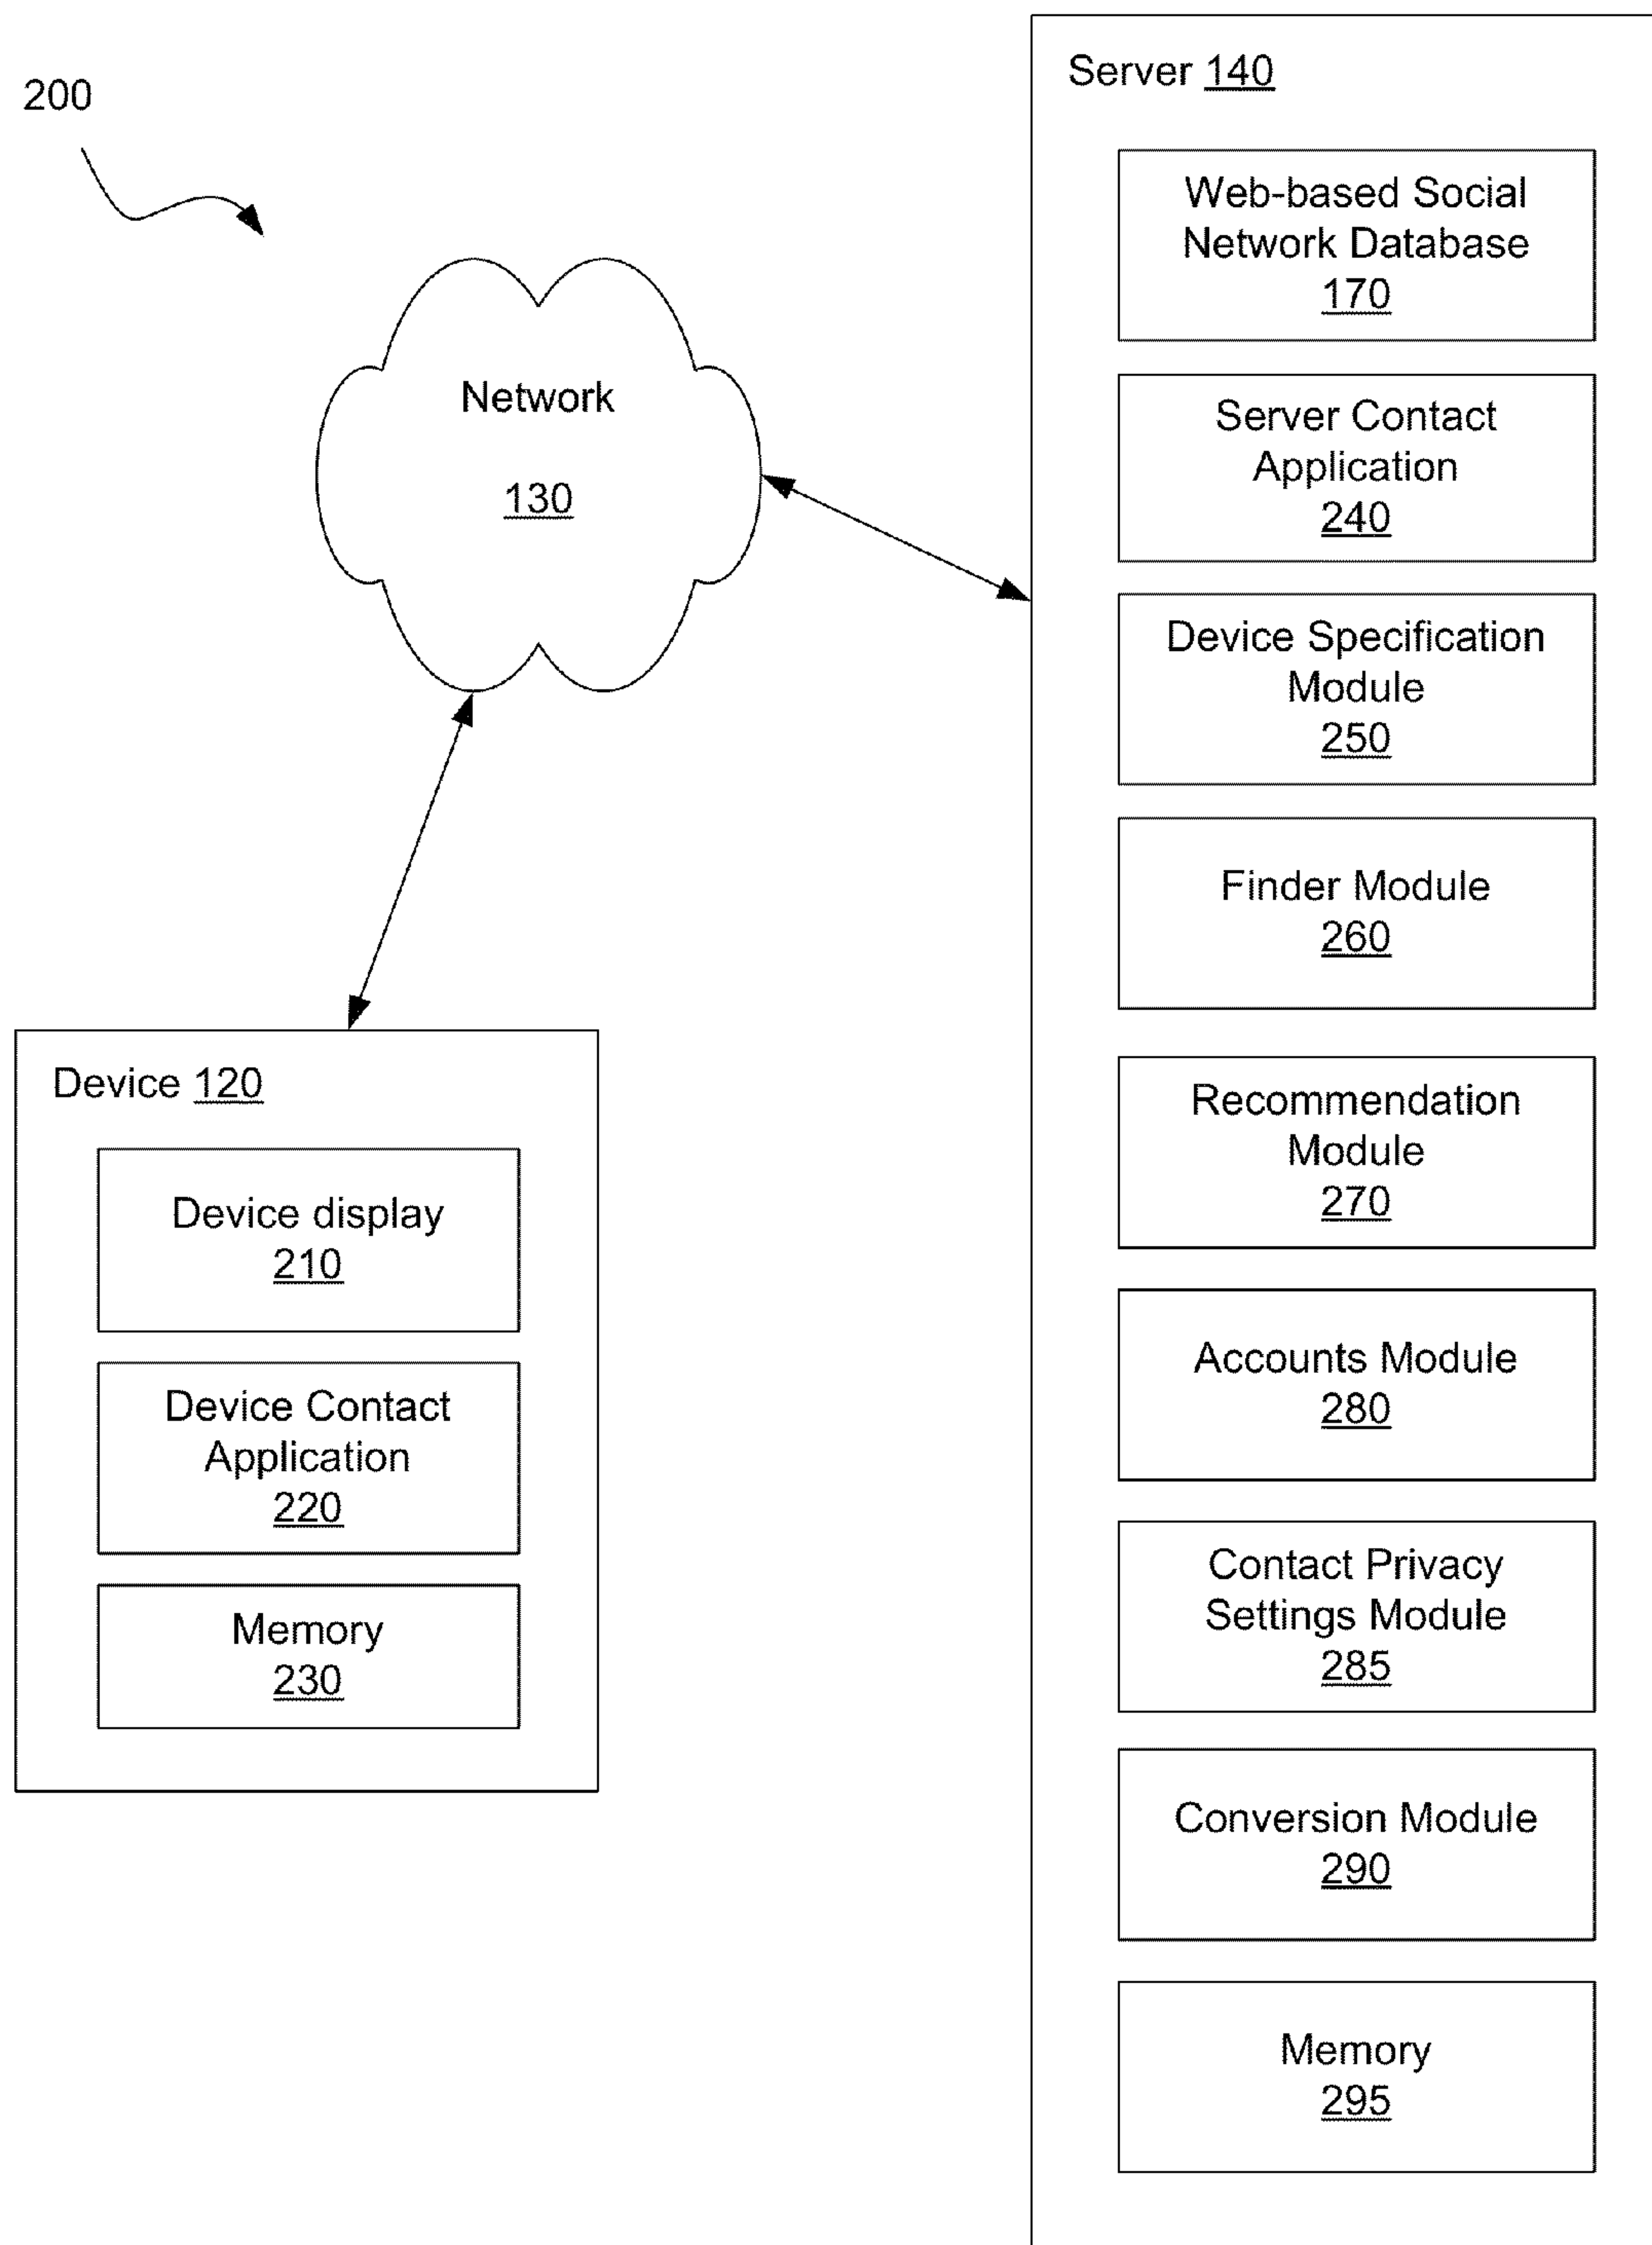 200
Network
130
Device 120
Device display
210
Device Contact
Application
220
Memory
230
Server 140
Web-based Social
Network Database
170
Server Contact
Application
240
Device Specification
Module
250
Finder Module
260
Recommendation
Module
270
Accounts Module
280
Contact Privacy
Settings Module
285
Conversion Module
290
Memory
295